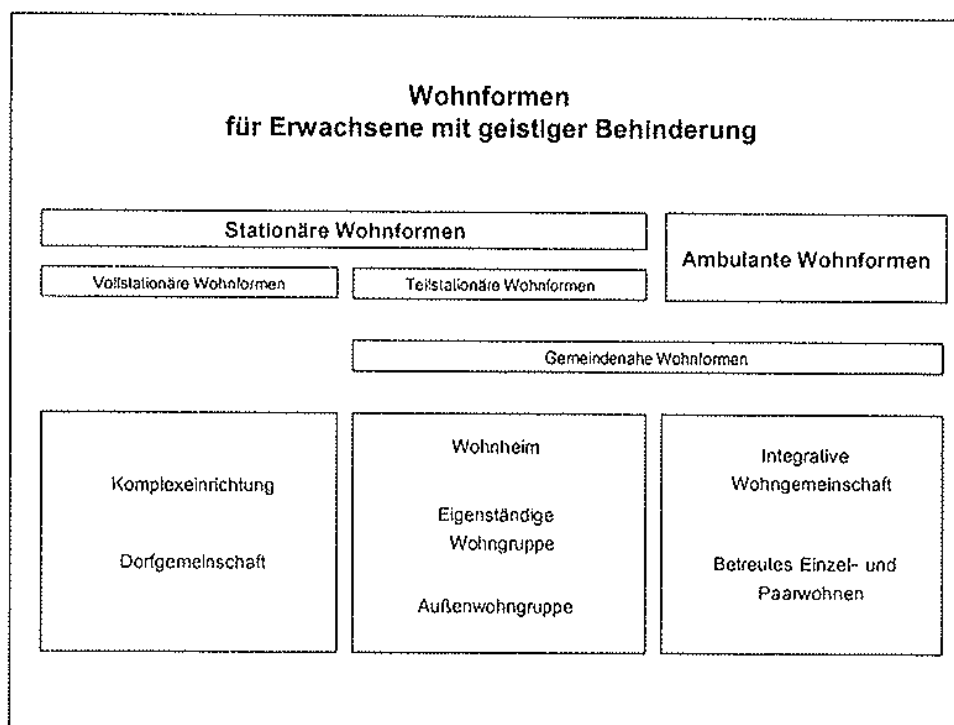 Wohnformen
für Erwachsene mit geistiger Behinderung
Stationäre Wohnformen
Ambulante Wohnformen
Vollstationäre Wohnformen
Teilstationäre Wohnformen
Gemeindenahe Wohnformen
Komplexeinrichtung
Dorfgemeinschaft
Wohnheim
Eigenständige
Wohngruppe
Außenwohngruppe
Integrative
Wohngemeinschaft
Betreutes Einzel- und
Paarwohnen